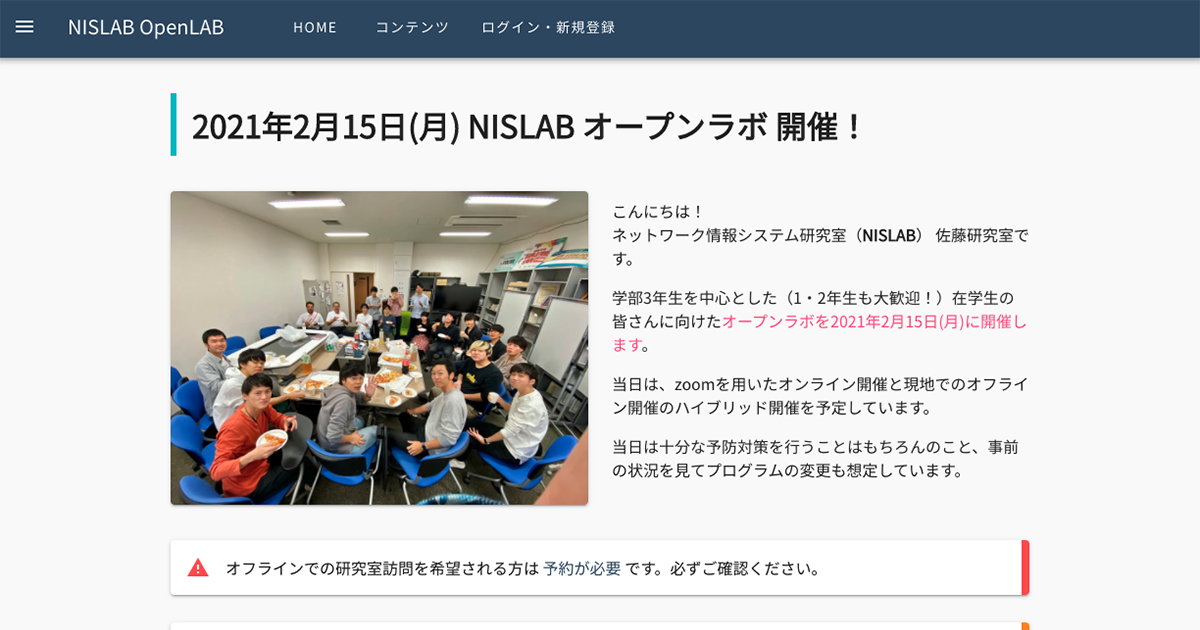 NISLAB OpenLAB
HOME
コンテンツ
ログイン・新規登録
2021年2月15日(月) NISLAB オープンラボ 開催！
こんにちは！
ネットワーク情報システム研究室（NISLAB） 佐藤研究室で
す。
学部3年生を中心とした（1・2年生も大歓迎！）在学生の
皆さんに向けたオープンラボを2021年2月15日(月)に開催し
ます。
当日は、zoomを用いたオンライン開催と現地でのオフライ
ン開催のハイブリッド開催を予定しています。
当日は十分な予防対策を行うことはもちろんのこと、事前
の状況を見てプログラムの変更も想定しています。
オフラインでの研究室訪問を希望される方は 予約が必要 です。必ずご確認ください。